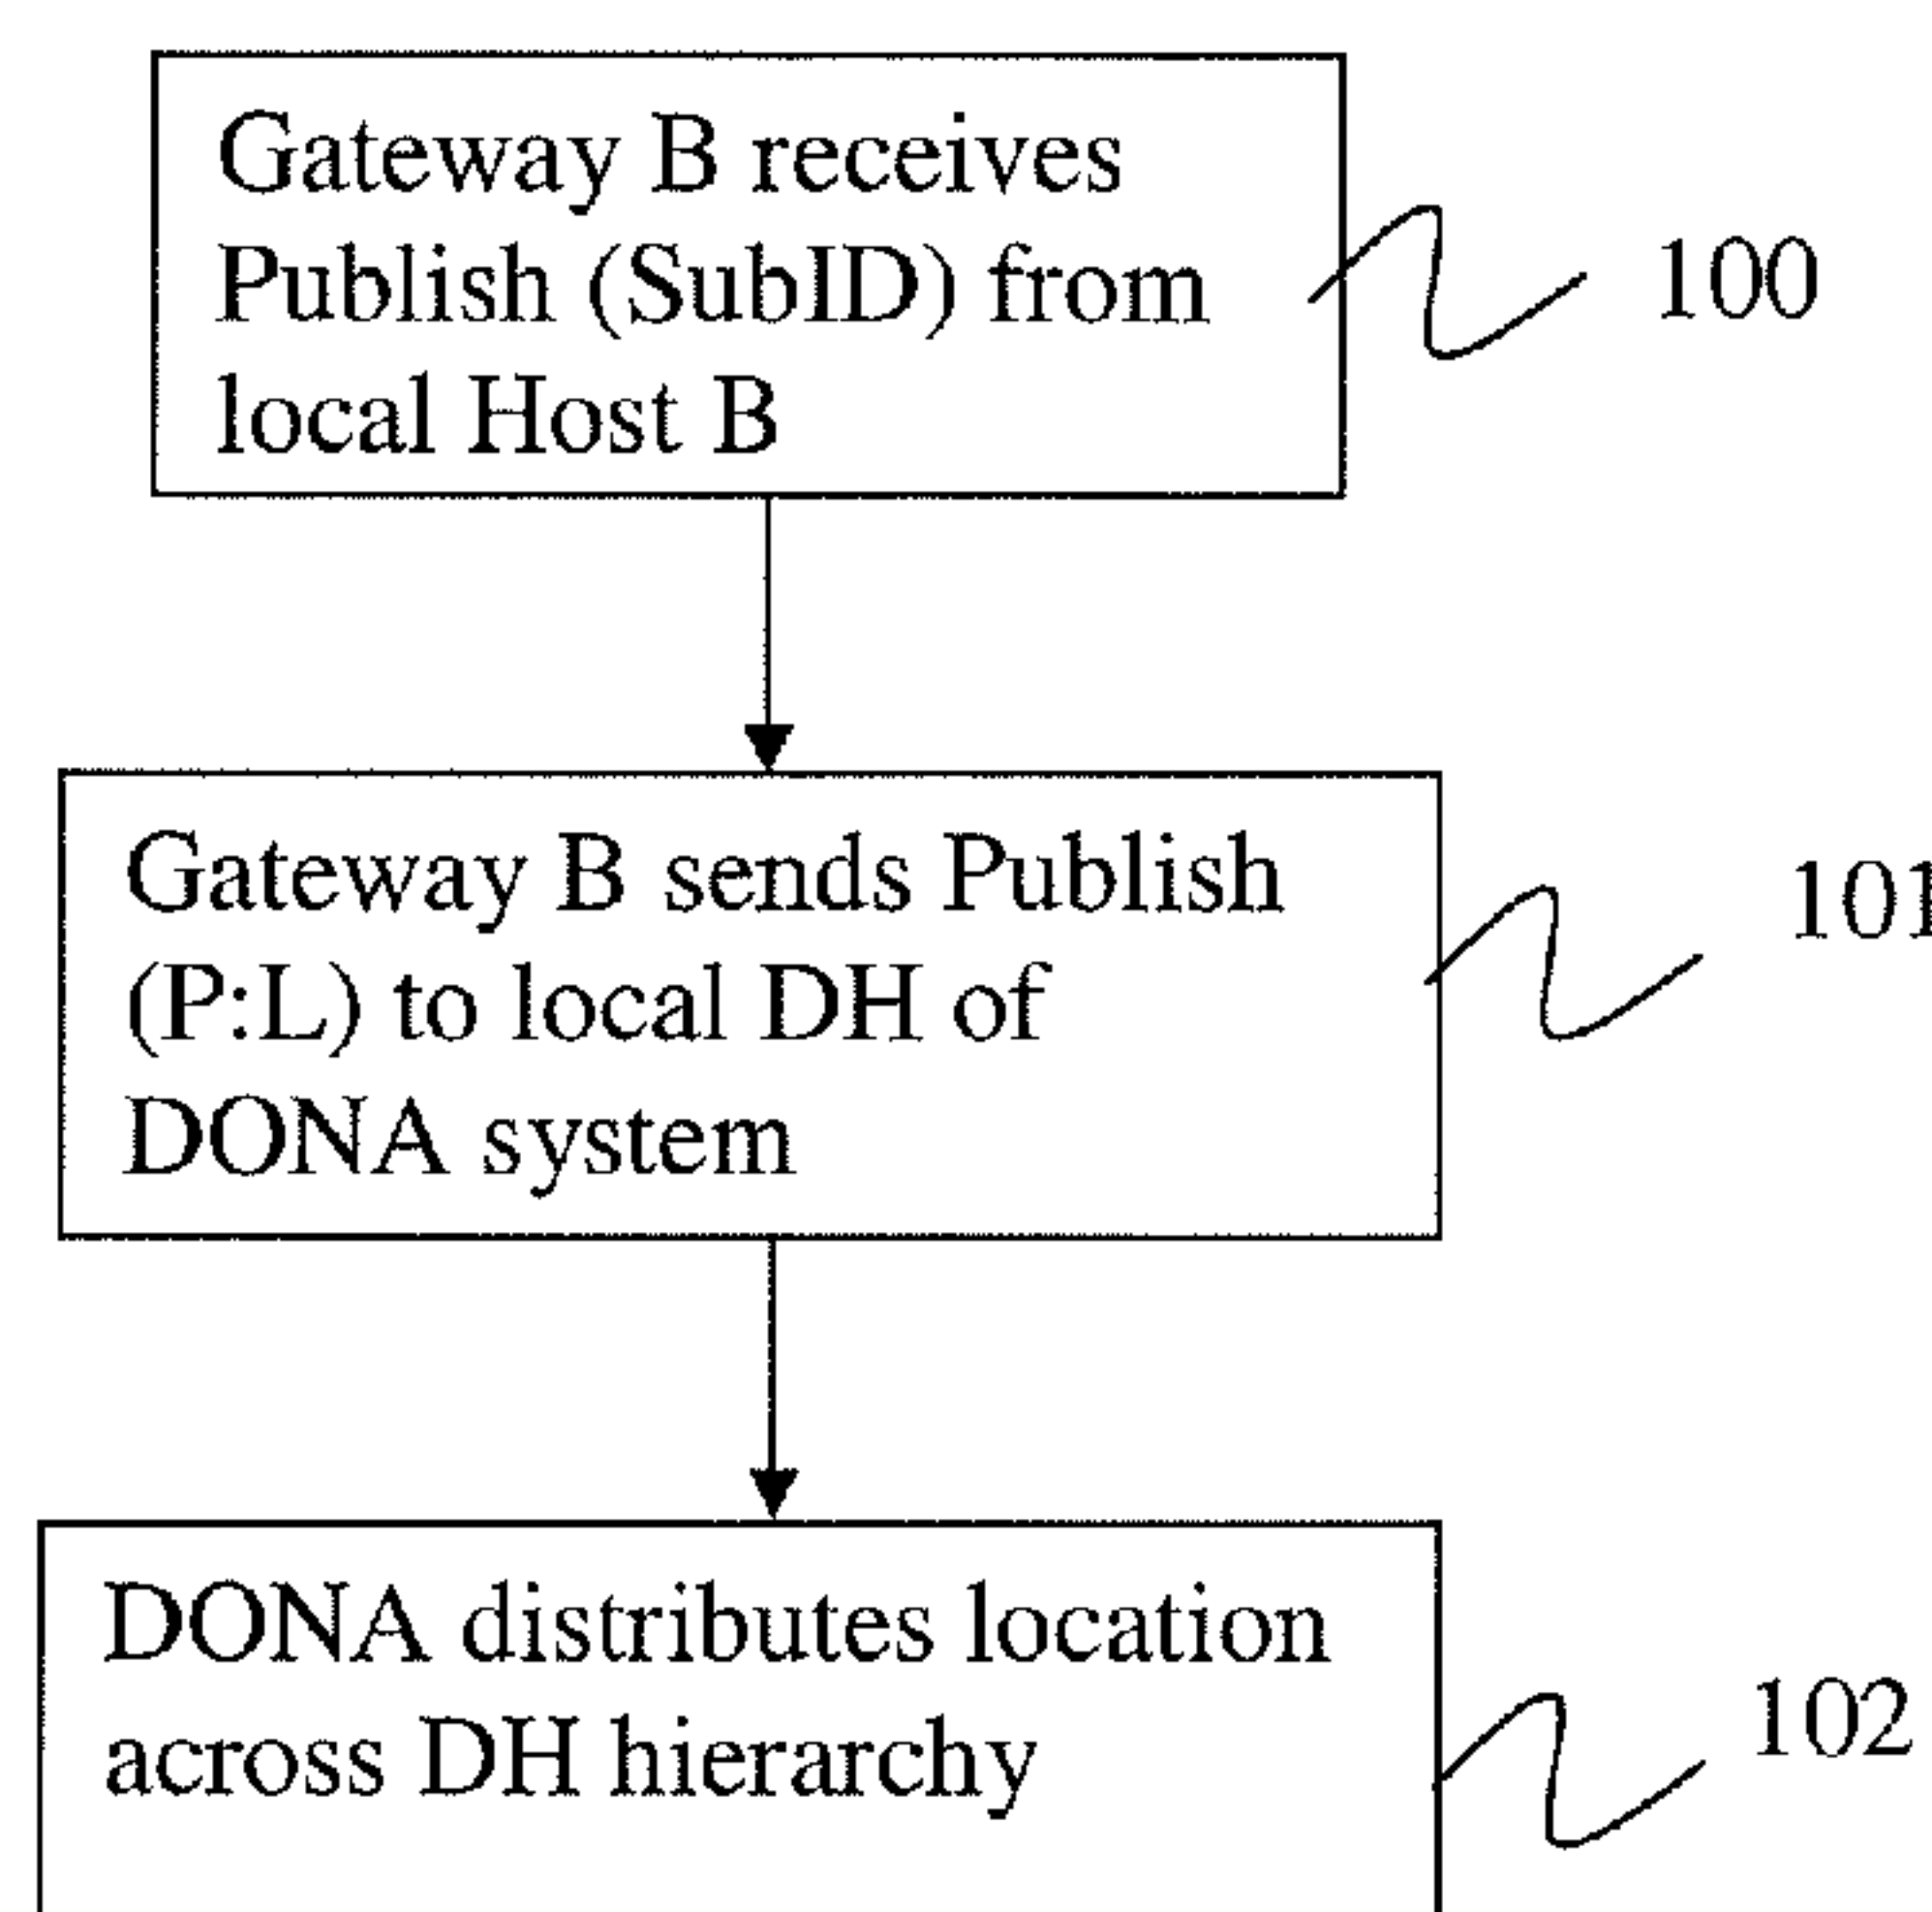 Gateway B receives
Publish (SubID) from
local Host B
100
Gateway B sends Publish
(P:L) to local DH of
DONA system
101
DONA distributes location
across DH hierarchy
102